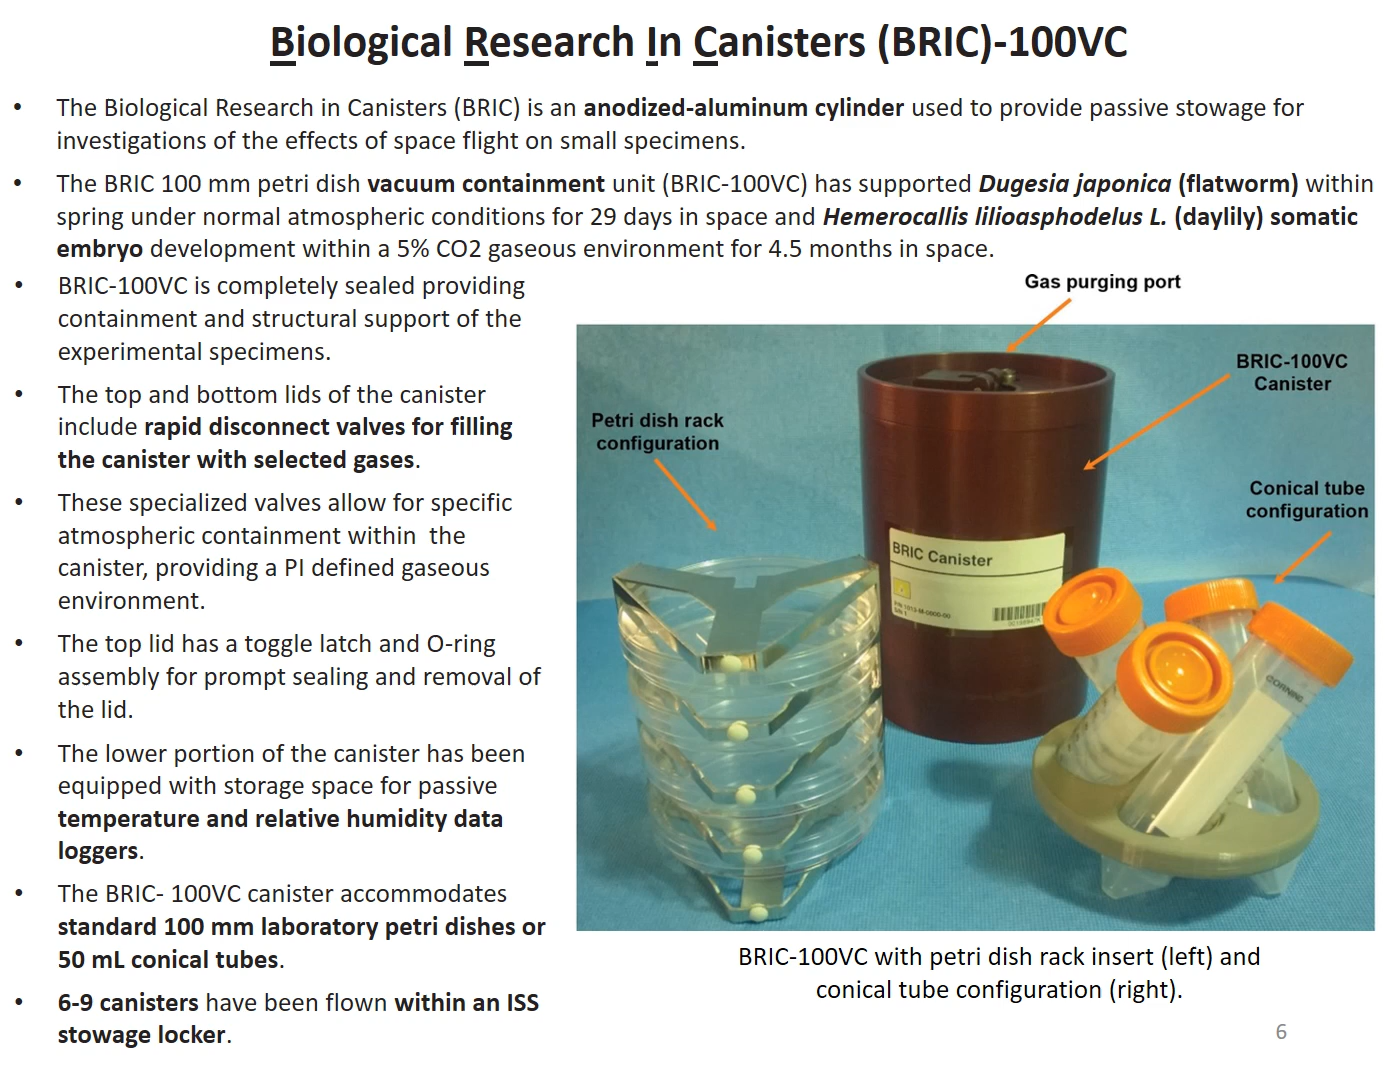 Biological Research In Canisters (BRIC)-100VC
• The Biological Research in Canisters (BRIC) is an anodized-aluminum cylinder used to provide passive stowage for
investigations of the effects of space flight on small specimens.
• The BRIC 100 mm petri dish vacuum containment unit (BRIC-100VC) has supported Dugesia japonica (flatworm) within
spring under normal atmospheric conditions for 29 days in space and Hemerocallis lilioasphodelus L. (daylily) somatic
embryo development within a 5% CO2 gaseous environment for 4.5 months in space.
• BRIC-100VC is completely sealed providing
containment and structural support of the
experimental specimens.
• The top and bottom lids of the canister
include rapid disconnect valves for filling
the canister with selected gases.
• These specialized valves allow for specific
atmospheric containment within the
canister, providing a PI defined gaseous
environment.
• The top lid has a toggle latch and O-ring
assembly for prompt sealing and removal of
the lid.
• The lower portion of the canister has been
equipped with storage space for passive
temperature and relative humidity data
loggers.
• The BRIC- 100VC canister accommodates
standard 100 mm laboratory petri dishes or
50 mL conical tubes.
• 6-9 canisters have been flown within an ISS
stowage locker.
Gas purging port
BRIC-100VC
Canister
Petri dish rack
configuration
Conical tube
configuration
BRIC Canister
CORNING
BRIC-100VC with petri dish rack insert (left) and
conical tube configuration (right).
6